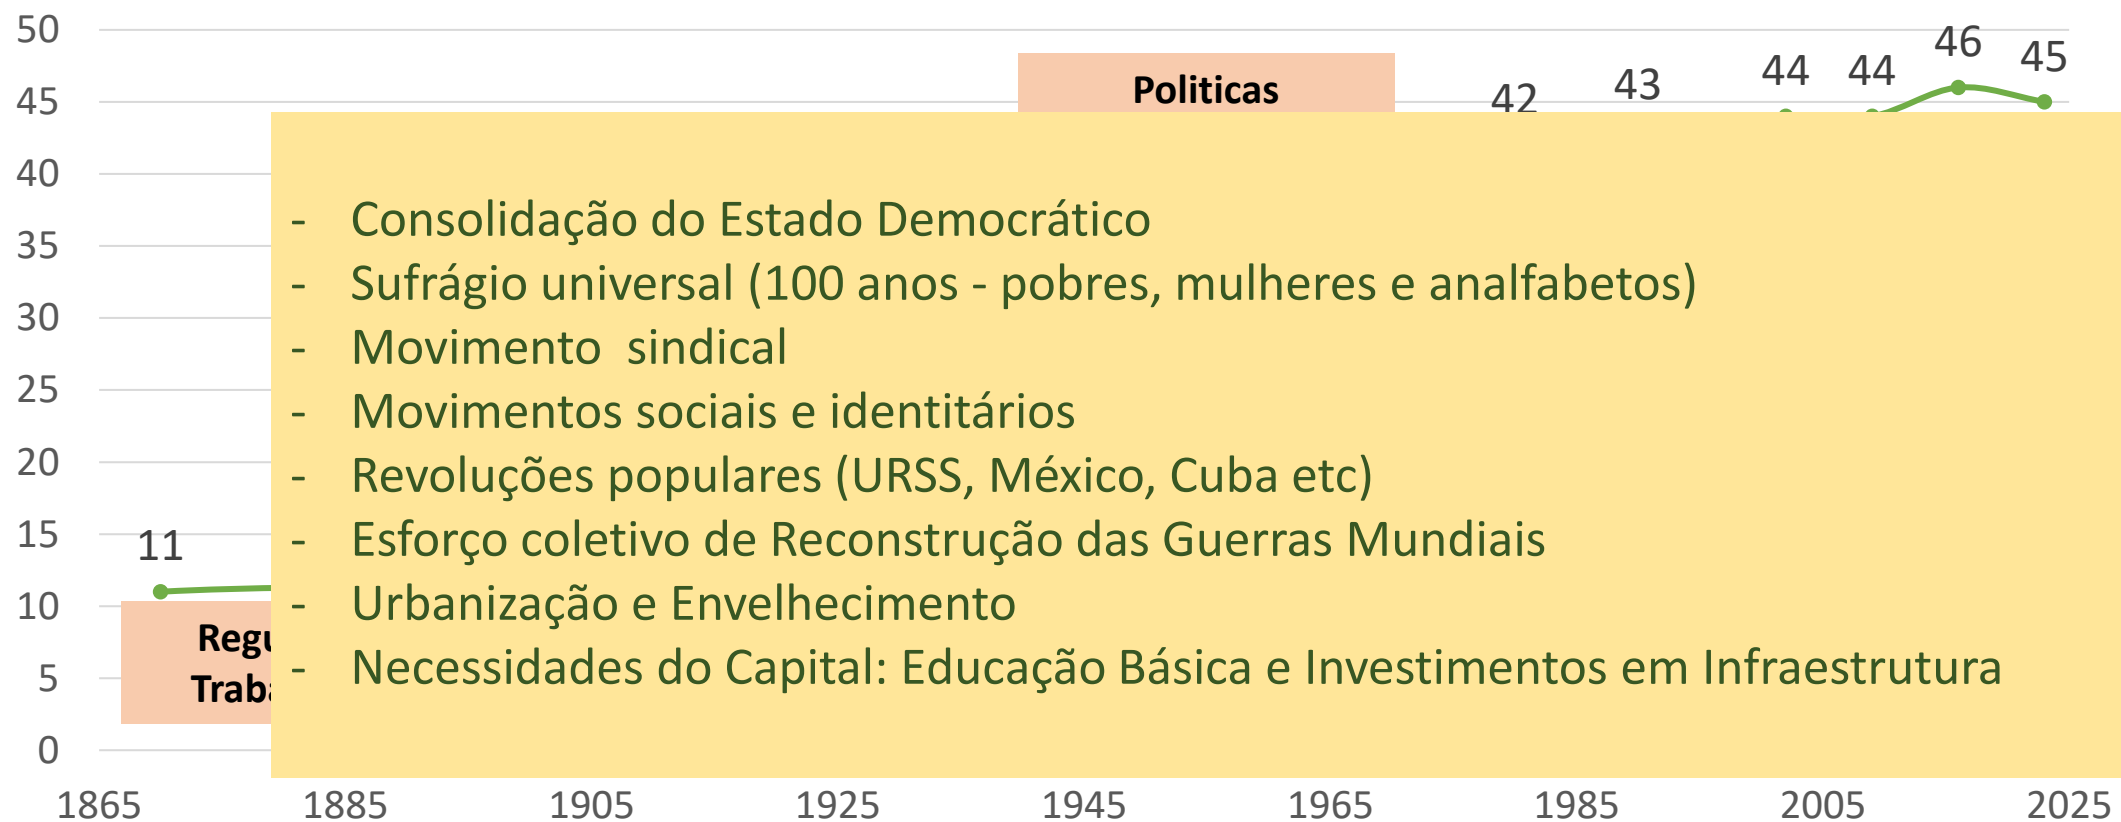 50
45
40
35
30
25
20
15
10
5
0
11
42
43
44
44
46
45
Politicas
- Consolidação do Estado Democrático
- Sufrágio universal (100 anos - pobres, mulheres e analfabetos)
- Movimento  sindical
- Movimentos sociais e identitários
- Revoluções populares (URSS, México, Cuba etc)
- Esforço coletivo de Reconstrução das Guerras Mundiais
- Urbanização e Envelhecimento
- Necessidades do Capital: Educação Básica e Investimentos em Infraestrutura
1865 1885 1905 1925 1945 1965 1985 2005 2025